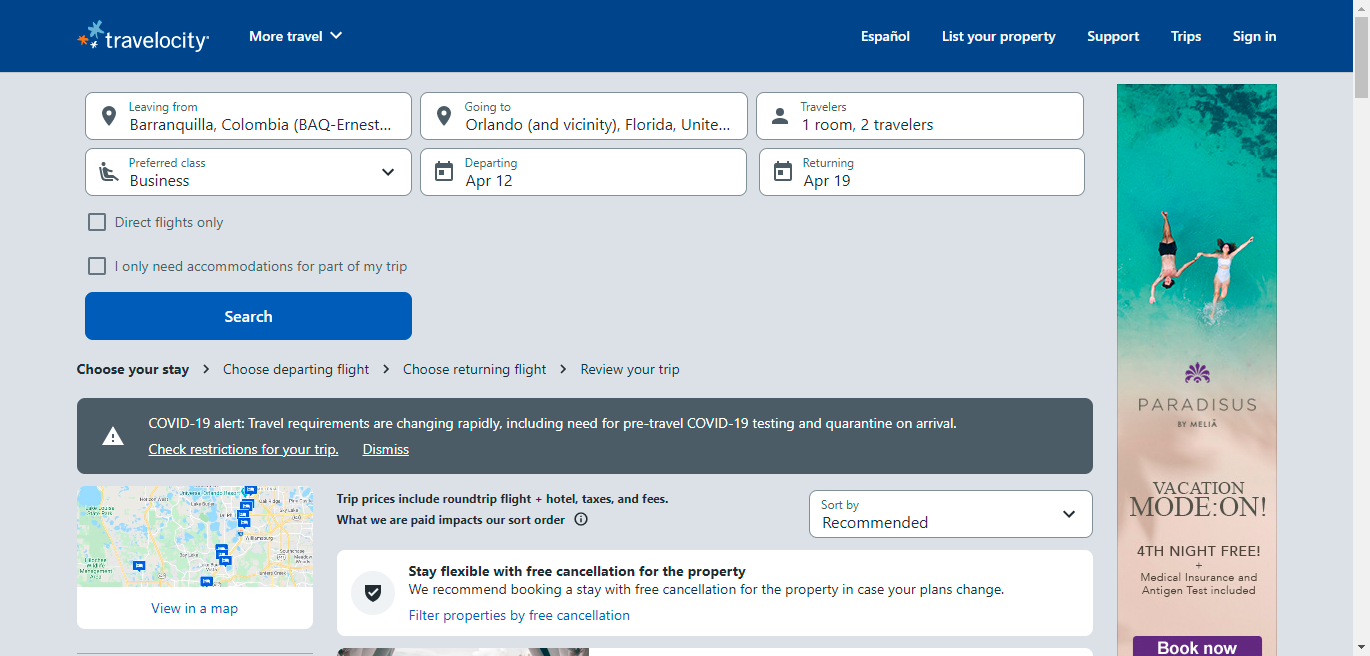 travelocity
More travel
Español
List your property
Support
Trips
Sign in
Leaving from
Barranquilla, Colombia (BAQ-Ernest...
Going to
Orlando (and vicinity), Florida, Unite...
Travelers
1 room, 2 travelers
Preferred class
Business
Departing
Apr 12
Returning
Apr 19
Direct flights only
I only need accommodations for part of my trip
Search
Choose your stay
Choose departing flight
Choose returning flight
Review your trip
COVID-19 alert: Travel requirements are changing rapidly, including need for pre-travel COVID-19 testing and quarantine on arrival.
Check restrictions for your trip.
Dismiss
View in a map
Trip prices include roundtrip flight + hotel, taxes, and fees.
What we are paid impacts our sort order
Sort by
Recommended
Stay flexible with free cancellation for the property
We recommend booking a stay with free cancellation for the property in case your plans change.
Filter properties by free cancellation
PARADISUS
BY MELIÁ
VACATION
MODE:ON!
4TH NIGHT FREE!
+
Medical Insurance and
Antigen Test included
Book now